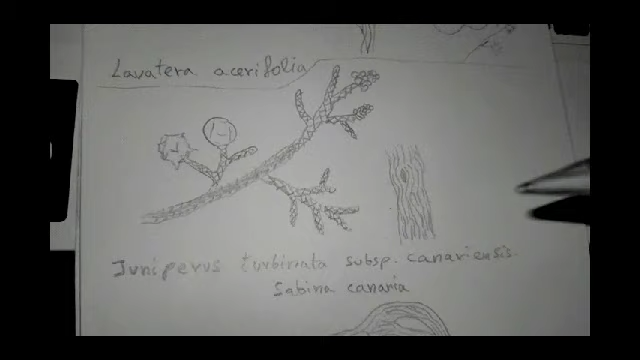 Lavatera acerifolia
Juniperus turbinata subsp. canariensis
Sabina canaria